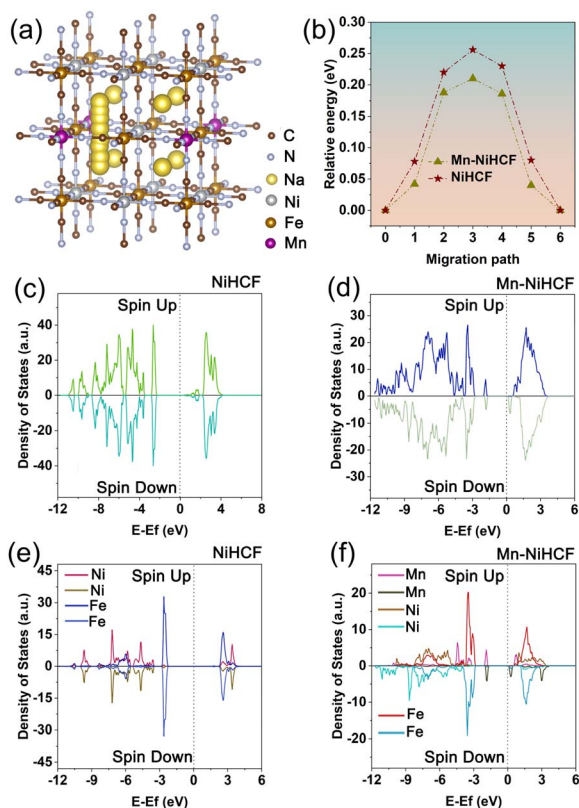 (a)
C
N
Na
Ni
Fe
Mn
(b)
Relative energy (eV)
0.30
0.25
0.20
0.15
0.10
0.05
0.00
Mn-NiHCF
NiHCF
0 1 2 3 4 5 6
Migration path
(c) NiHCF
Spin Up
Density of States (a.u.)
40
20
0
-20
-40
Spin Down
-12 -8 -4 0 4 8
E-Ef (eV)
(d) Mn-NiHCF
Spin Up
Density of States (a.u.)
30
20
10
0
-10
-20
-30
Spin Down
-12 -9 -6 -3 0 3 6
E-Ef (eV)
(e) NiHCF
Ni
Ni
Fe
Fe
Spin Up
Density of States (a.u.)
45
30
15
0
-15
-30
-45
Spin Down
-12 -9 -6 -3 0 3 6
E-Ef (eV)
(f) Mn-NiHCF
Spin Up
Mn
Mn
Ni
Ni
Density of States (a.u.)
20
10
0
-10
-20
Fe
Fe
Spin Down
-12 -9 -6 -3 0 3 6
E-Ef (eV)